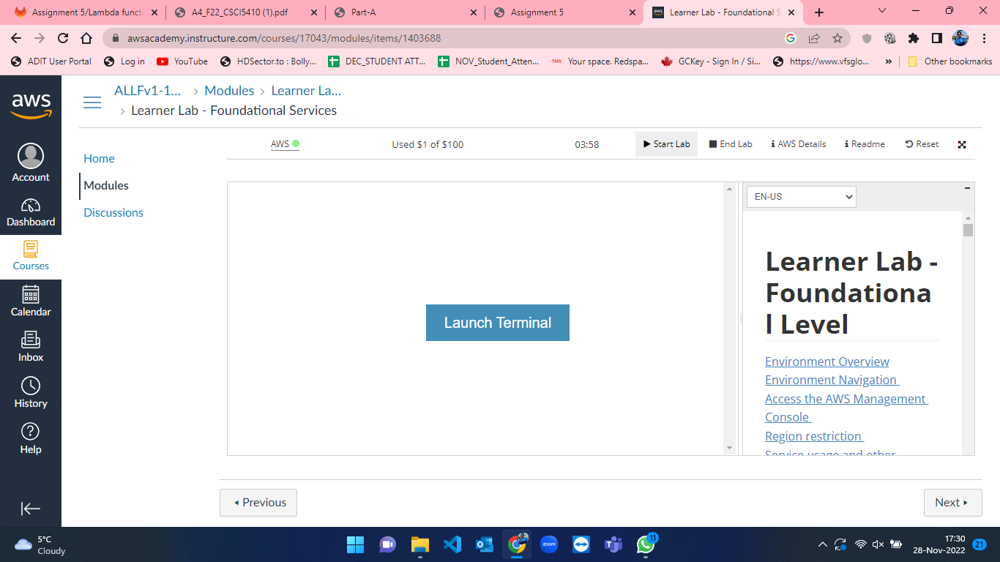 Assignment 5/Lambda functi
A4_F22_CSCI5410 (1).pdf
Part-A
Assignment 5
Learner Lab - Foundational S
awsacademy.instructure.com/courses/17043/modules/items/1403688
ADIT User Portal
Log in
YouTube
HDSector.to : Bolly...
DEC_STUDENT ATT...
NOV_Student_Atten...
TMS
Your space. Redspa...
GCKey - Sign In / Si...
https://www.vfsglo...
»
Other bookmarks
aws
Account
Dashboard
Courses
Calendar
Inbox
History
Help
ALLFv1-1... > Modules > Learner La...
> Learner Lab - Foundational Services
Home
Modules
Discussions
AWS
Used $1 of $100
03:58
Start Lab
End Lab
AWS Details
Readme
Reset
Launch Terminal
EN-US
Learner Lab -
Foundationa
l Level
Environment Overview
Environment Navigation
Access the AWS Management
Console
Region restriction
Service usage and other
Previous
Next
5°C
Cloudy
zoom
11
17:30
28-Nov-2022
21